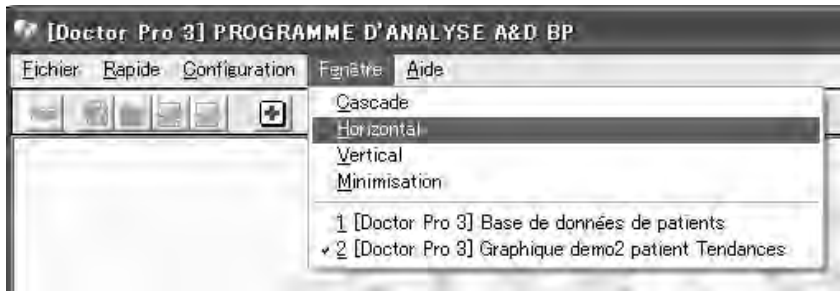 [Doctor Pro 3] PROGRAMME D'ANALYSE A&D BP
Fichier Rapide Configuration Fenêtre Aide
Cascade
Horizontal
Vertical
Minimisation
1 [Doctor Pro 3] Base de données de patients
✓ 2 [Doctor Pro 3] Graphique demo2 patient Tendances